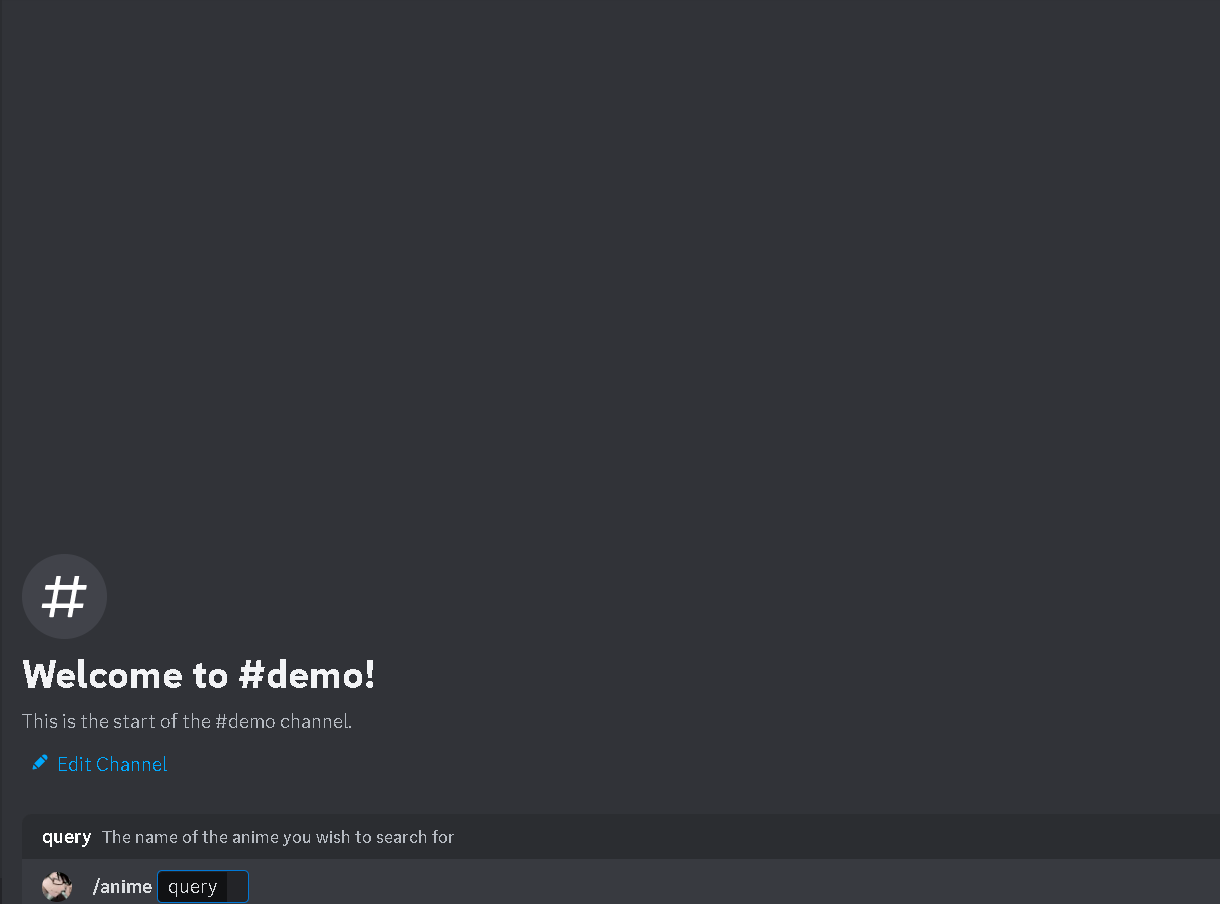 #
Welcome to #demo!
This is the start of the #demo channel.
Edit Channel
query The name of the anime you wish to search for
/anime query